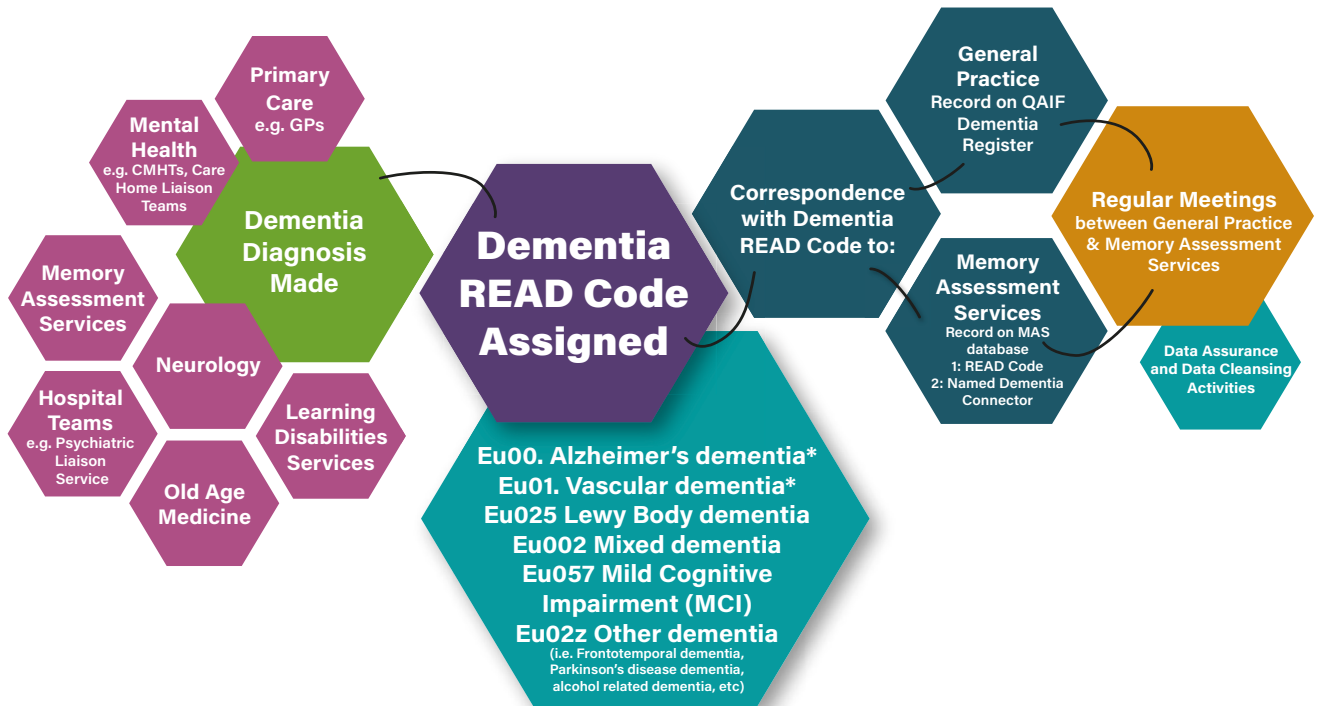 Primary
Care
e.g. GPs
Mental
Health
e.g. CMHTs, Care
Home Liaison
Teams
Dementia
Diagnosis
Made
Memory
Assessment
Services
Neurology
Hospital
Teams
e.g. Psychiatric
Liaison
Service
Learning
Disabilities
Services
Old Age
Medicine
Dementia
READ Code
Assigned
Eu00. Alzheimer's dementia*
Eu01. Vascular dementia*
Eu025 Lewy Body dementia
Eu002 Mixed dementia
Eu057 Mild Cognitive
Impairment (MCI)
Eu02z Other dementia
(i.e. Frontotemporal dementia,
Parkinson's disease dementia,
alcohol related dementia, etc)
Correspondence
with Dementia
READ Code to:
General
Practice
Record on QAIF
Dementia
Register
Memory
Assessment
Services
Record on MAS
database
1: READ Code
2: Named Dementia
Connector
Regular Meetings
between General Practice
& Memory Assessment
Services
Data Assurance
and Data Cleansing
Activities